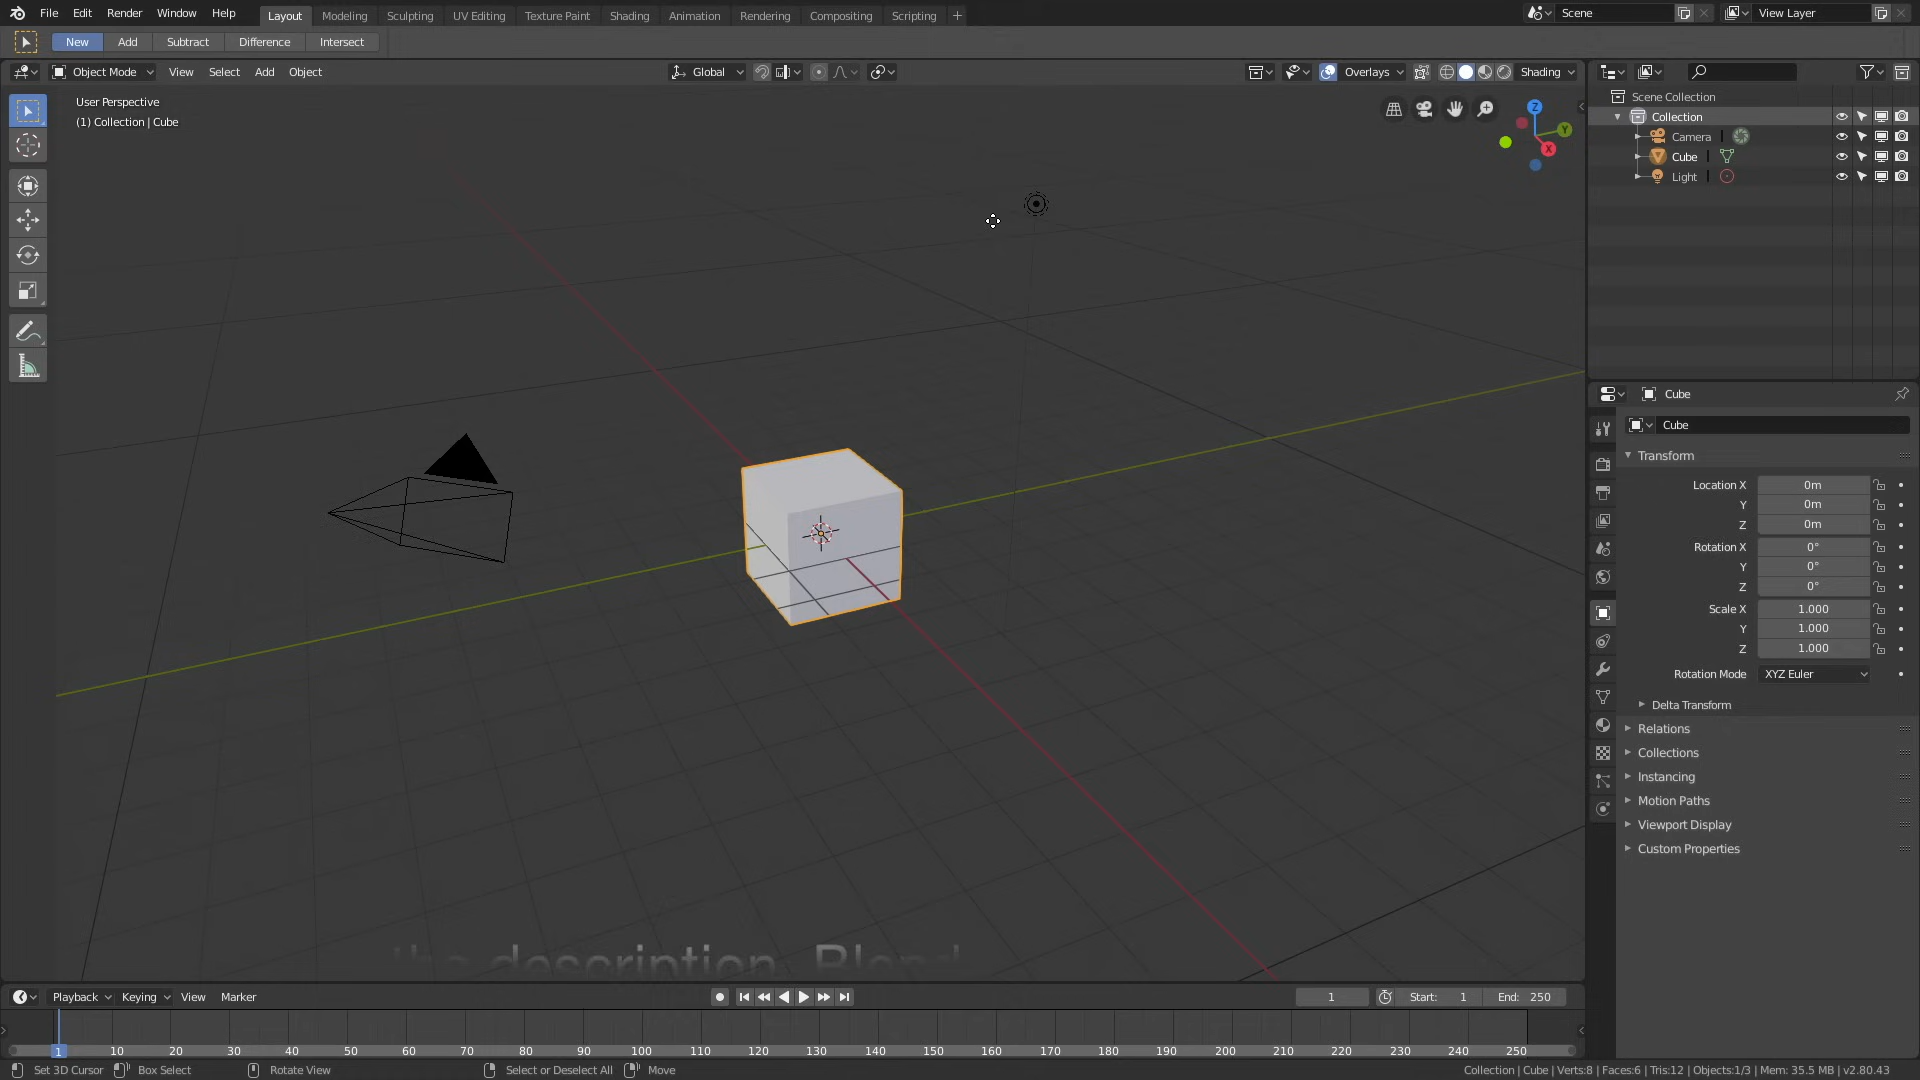 File Edit Render Window Help Layout Modeling Sculpting UV Editing Texture Paint Shading Animation Rendering Compositing Scripting + Scene View Layer
New Add Subtract Difference Intersect
Object Mode View Select Add Object Global Overlays Shading
User Perspective
(1) Collection | Cube
Z
Y
X
Scene Collection
Collection
Camera
Cube
Light
Cube
Cube
Transform
Location X 0m
Y 0m
Z 0m
Rotation X 0°
Y 0°
Z 0°
Scale X 1.000
Y 1.000
Z 1.000
Rotation Mode XYZ Euler
Delta Transform
Relations
Collections
Instancing
Motion Paths
Viewport Display
Custom Properties
description.
Playback Keying View Marker 1 Start: 1 End: 250
1 10 20 30 40 50 60 70 80 90 100 110 120 130 140 150 160 170 180 190 200 210 220 230 240 250
Set 3D Cursor Box Select Rotate View Select or Deselect All Move Collection | Cube | Verts:8 | Faces:6 | Tris:12 | Objects:1/3 | Mem: 35.5 MB | v2.80.43